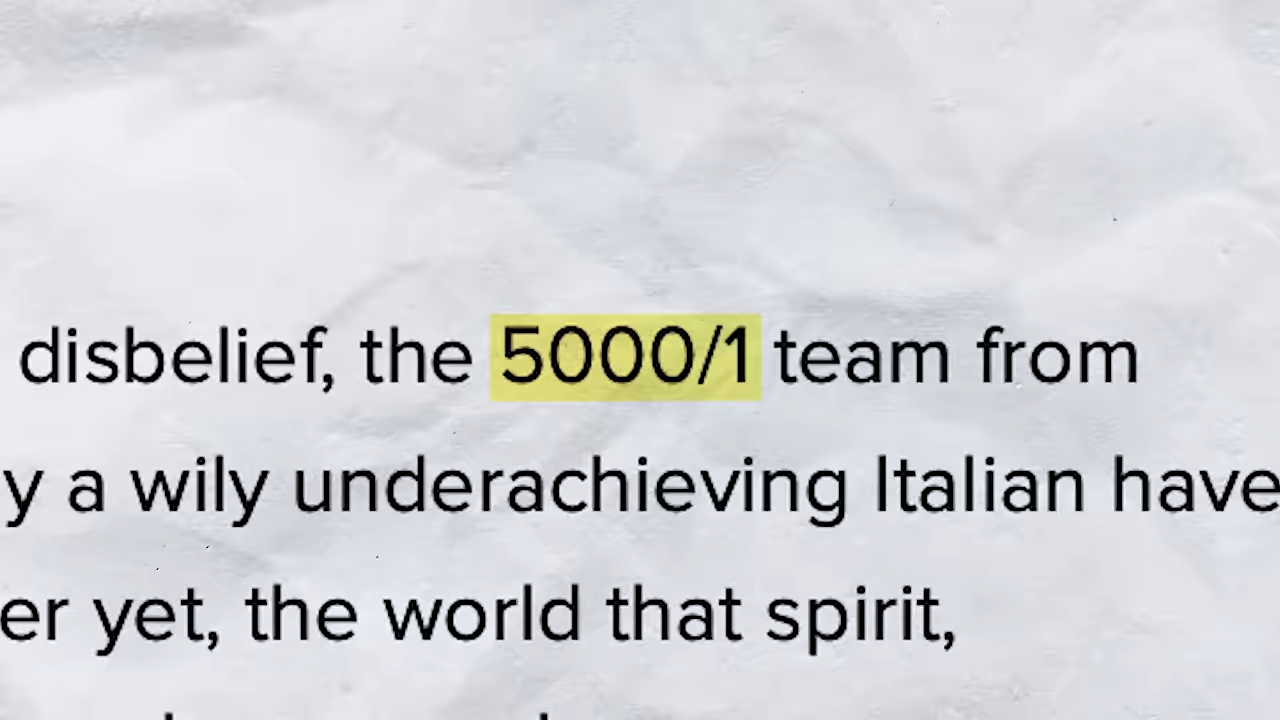 disbelief, the 5000/1 team from
y a wily underachieving Italian have
er yet, the world that spirit,